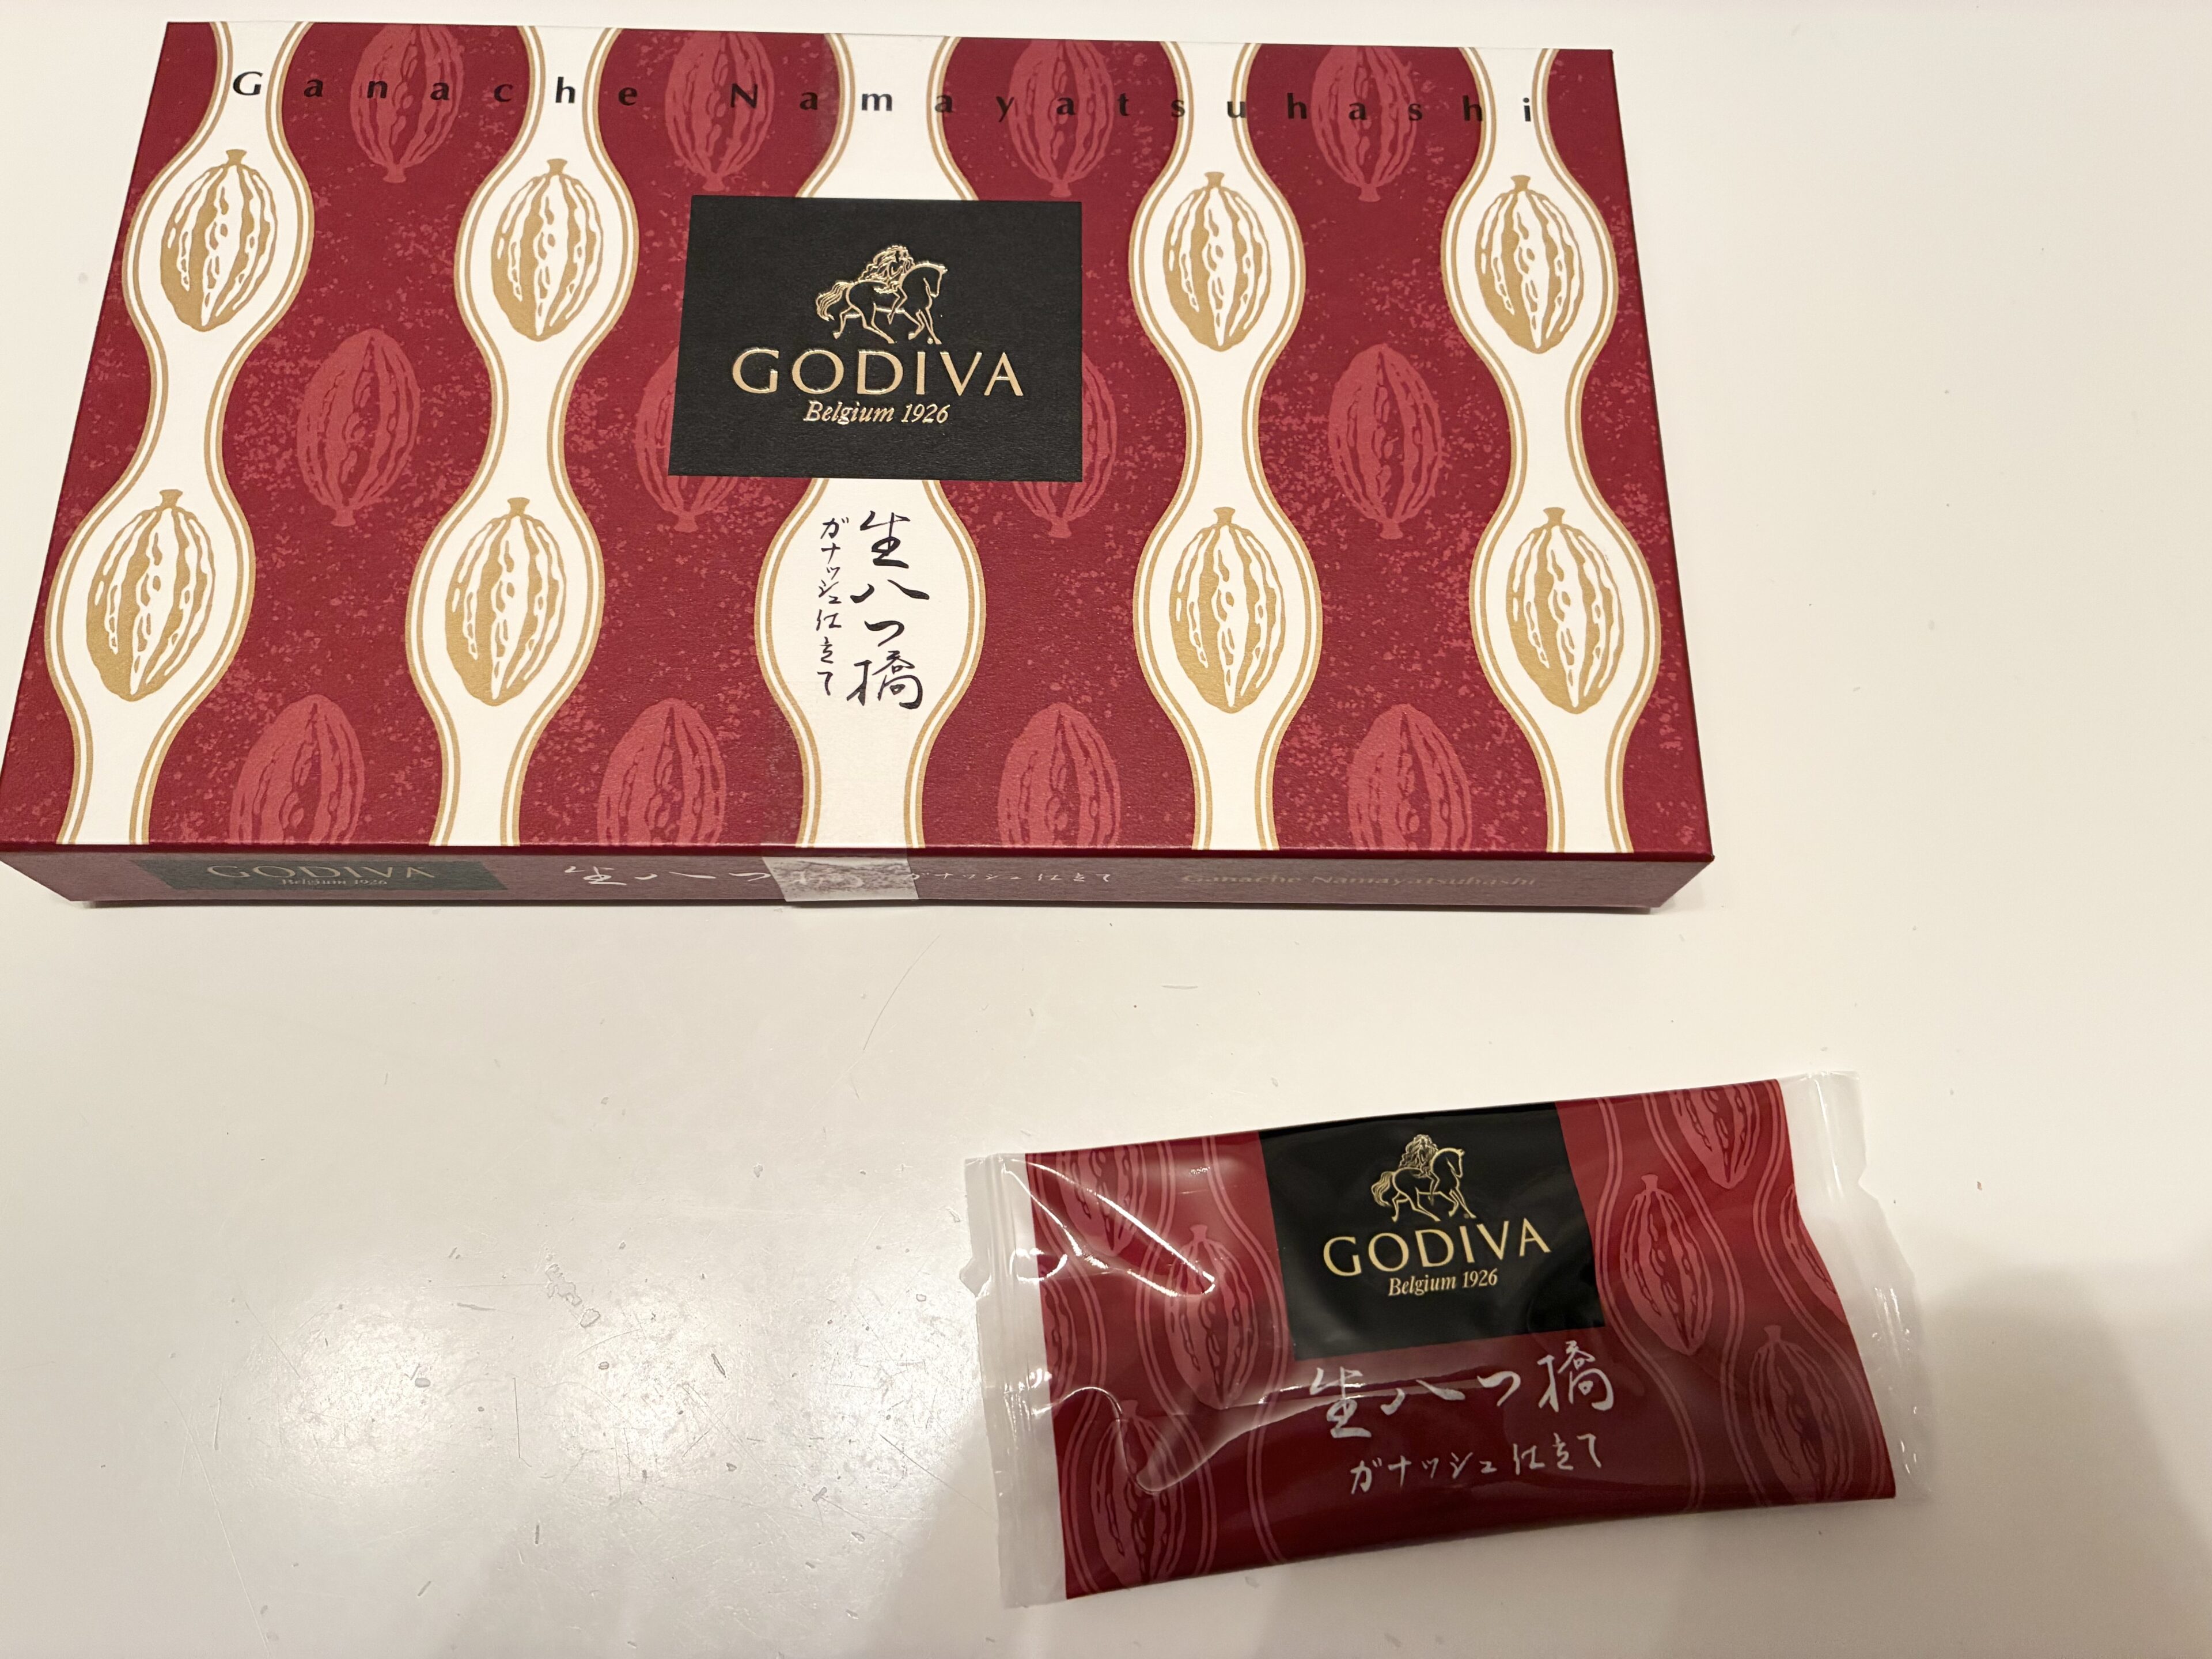 Ganache Namayatsuhashi
GODIVA
Belgium 1926
生八つ橋
ガナッシュ仕立て
GODIVA
Belgium 1926
生八つ橋
ガナッシュ仕立て
Ganache Namayatsuhashi
GODIVA
Belgium 1926
生八つ橋
ガナッシュ仕立て